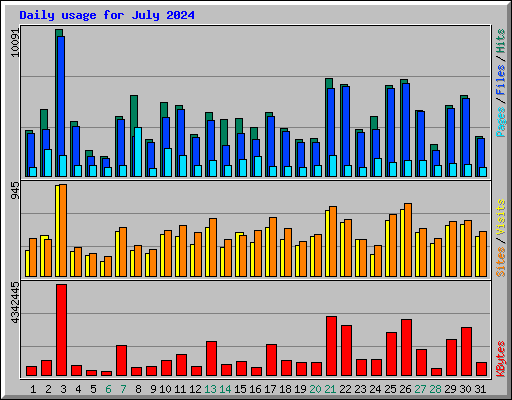 Daily usage for July 2024
10091
Pages / Files / Hits
945
Sites / Visits
4342445
KBytes
1 2 3 4 5 6 7 8 9 10 11 12 13 14 15 16 17 18 19 20 21 22 23 24 25 26 27 28 29 30 31